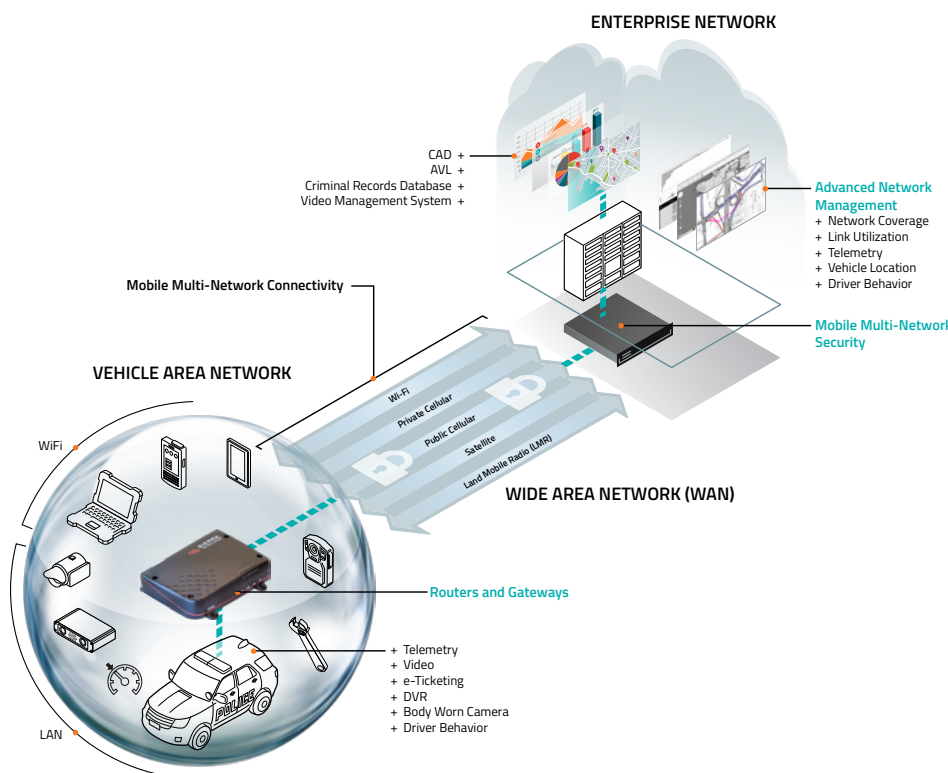 ENTERPRISE NETWORK
CAD +
AVL +
Criminal Records Database +
Video Management System +
Advanced Network
Management
+ Network Coverage
+ Link Utilization
+ Telemetry
+ Vehicle Location
+ Driver Behavior
Mobile Multi-Network Connectivity
Mobile Multi-Network
Security
VEHICLE AREA NETWORK
Wi-Fi
Private Cellular
Public Cellular
Satellite
Land Mobile Radio (LMR)
WiFi
WIDE AREA NETWORK (WAN)
Routers and Gateways
+ Telemetry
+ Video
+ e-Ticketing
+ DVR
+ Body Worn Camera
+ Driver Behavior
POLICE
LAN